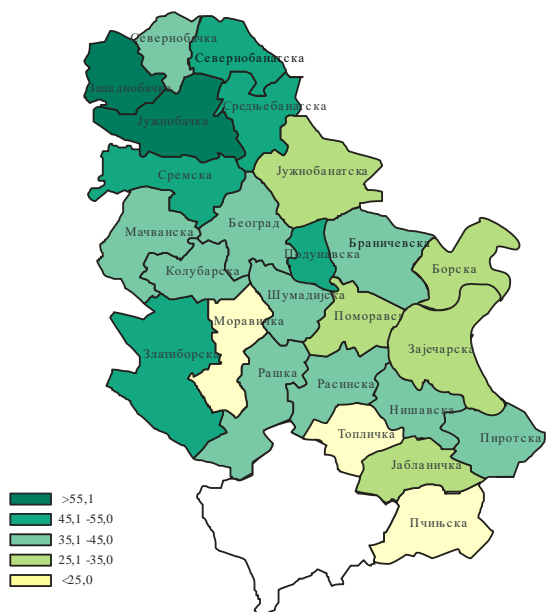 Севернобачка
Севернобанатска
Западнобачка
Средњебанатска
Јужнобачка
Сремска
Јужнобанатска
Београд
Мачванска
Подунавска
Браничевска
Борска
Колубарска
Шумадијска
Моравичка
Поморавс
Зајечарска
Златиборска
Рашка
Расинска
Нишавска
Топличка
Пиротска
Јабланичка
Пчињска
>55,1
45,1 -55,0
35,1 -45,0
25,1 -35,0
<25,0